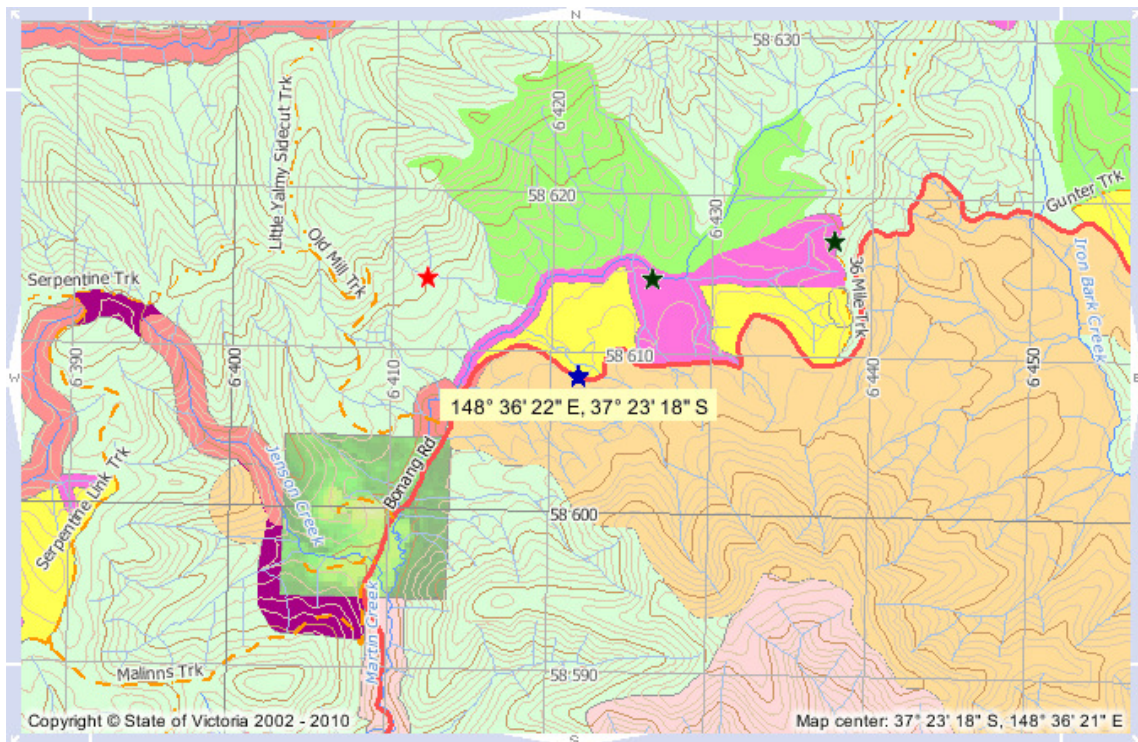 N
58 630
Little Yalmy Sidecut Trk
6 420
58 620
6 430
Gunter Trk
Old Mill Trk
Serpentine Trk
36 Mile Trk
Iron Bark Creek
6 390
6 400
6 410
58 610
6 440
6 450
W
E
148° 36' 22" E, 37° 23' 18" S
Bonang Rd
Jenson Creek
Serpentine Link Trk
58 600
Martin Creek
Malinns Trk
58 590
Copyright © State of Victoria 2002 - 2010
Map center: 37° 23' 18" S, 148° 36' 21" E
S